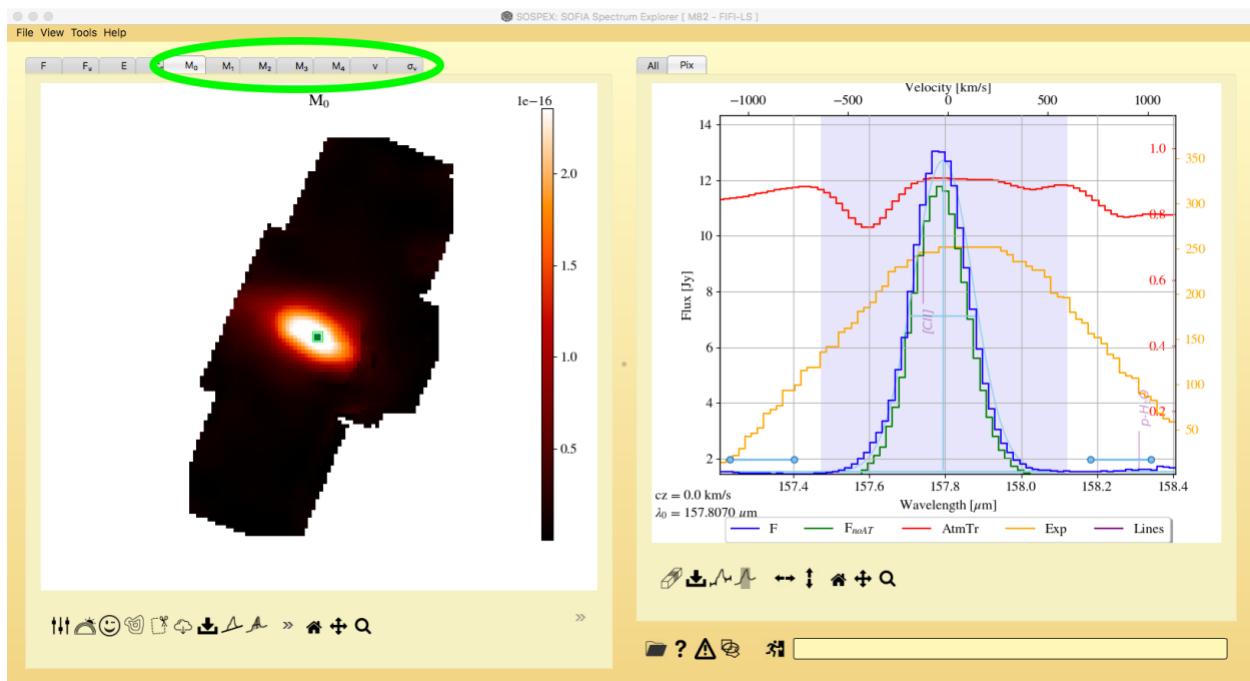 SOSPEX: SOFIA Spectrum Explorer [ M82 - FIFI-LS ]
File View Tools Help
F Fᵤ E M₀ M₁ M₂ M₃ M₄ v σᵥ
M₀
1e−16
2.0
1.5
1.0
0.5
All Pix
Velocity [km/s]
−1000 −500 0 500 1000
14
12
10
8
6
4
2
Flux [Jy]
1.0
0.8
0.6
0.4
0.2
350
300
250
200
150
100
50
[CII]
157.4 157.6 157.8 158.0 158.2 158.4
Wavelength [μm]
cz = 0.0 km/s
λ₀ = 157.8070 μm
F FₙₒAT AtmTr Exp Lines
»
»
?